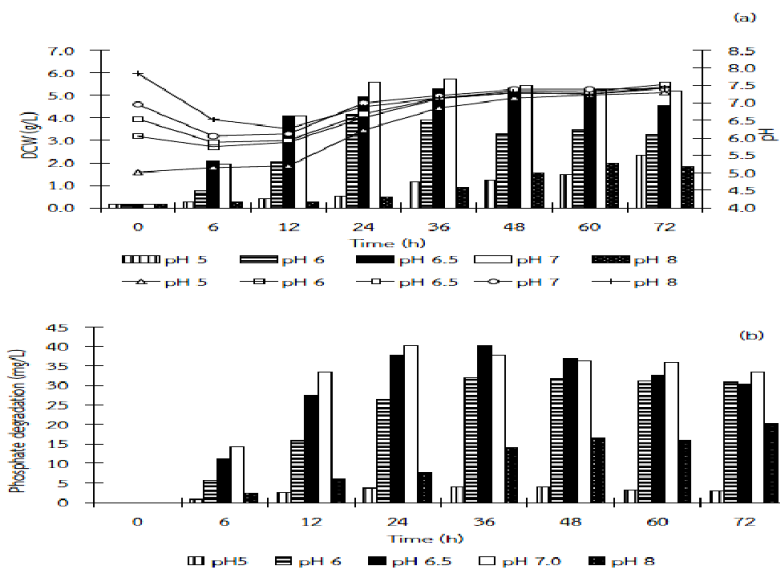 (a)
DCW (g/L)
7.0
6.0
5.0
4.0
3.0
2.0
1.0
0.0
8.5
8.0
7.5
7.0
6.5
6.0
5.5
5.0
4.5
4.0
pH
0 6 12 24 36 48 60 72
Time (h)
pH 5 pH 6 pH 6.5 pH 7 pH 8
pH 5 pH 6 pH 6.5 pH 7 pH 8
(b)
Phosphate degradation (mg/L)
45
40
35
30
25
20
15
10
5
0
0 6 12 24 36 48 60 72
Time (h)
pH5 pH 6 pH 6.5 pH 7.0 pH 8